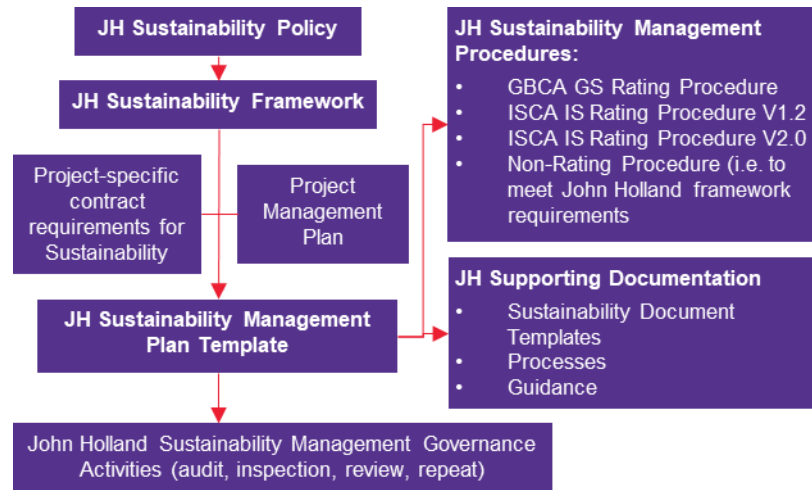 JH Sustainability Policy
JH Sustainability Framework
Project-specific
contract
requirements for
Sustainability
Project
Management
Plan
JH Sustainability Management
Plan Template
John Holland Sustainability Management Governance
Activities (audit, inspection, review, repeat)
JH Sustainability Management
Procedures:
• GBCA GS Rating Procedure
• ISCA IS Rating Procedure V1.2
• ISCA IS Rating Procedure V2.0
• Non-Rating Procedure (i.e. to
meet John Holland framework
requirements
JH Supporting Documentation
• Sustainability Document
Templates
• Processes
• Guidance